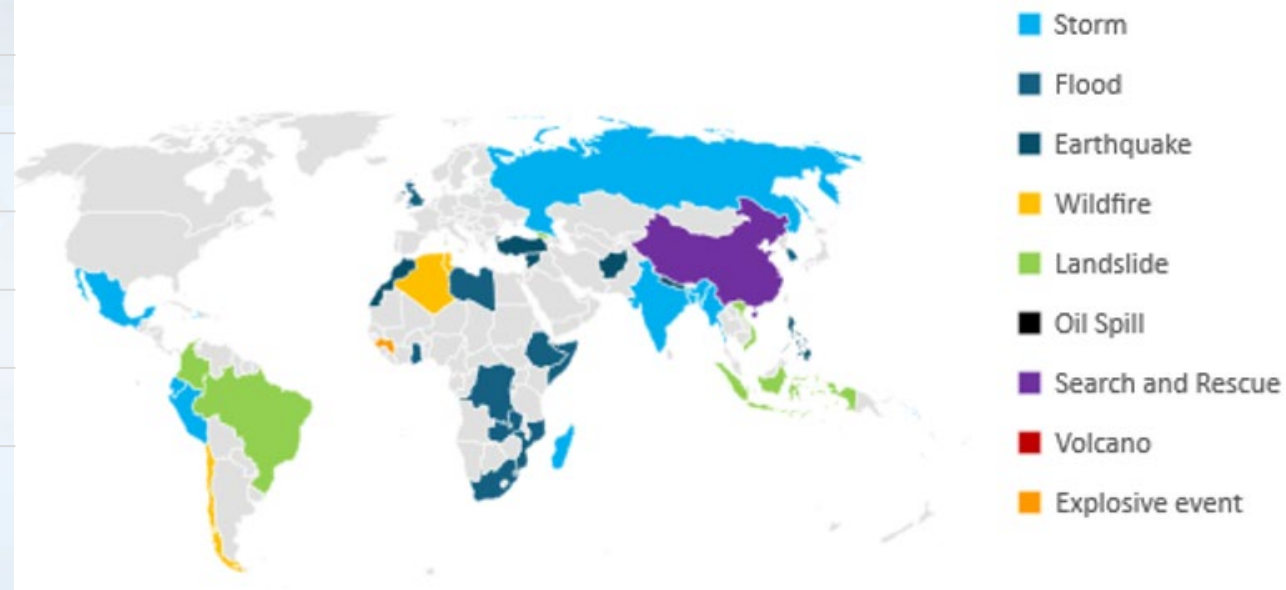 Storm
Flood
Earthquake
Wildfire
Landslide
Oil Spill
Search and Rescue
Volcano
Explosive event